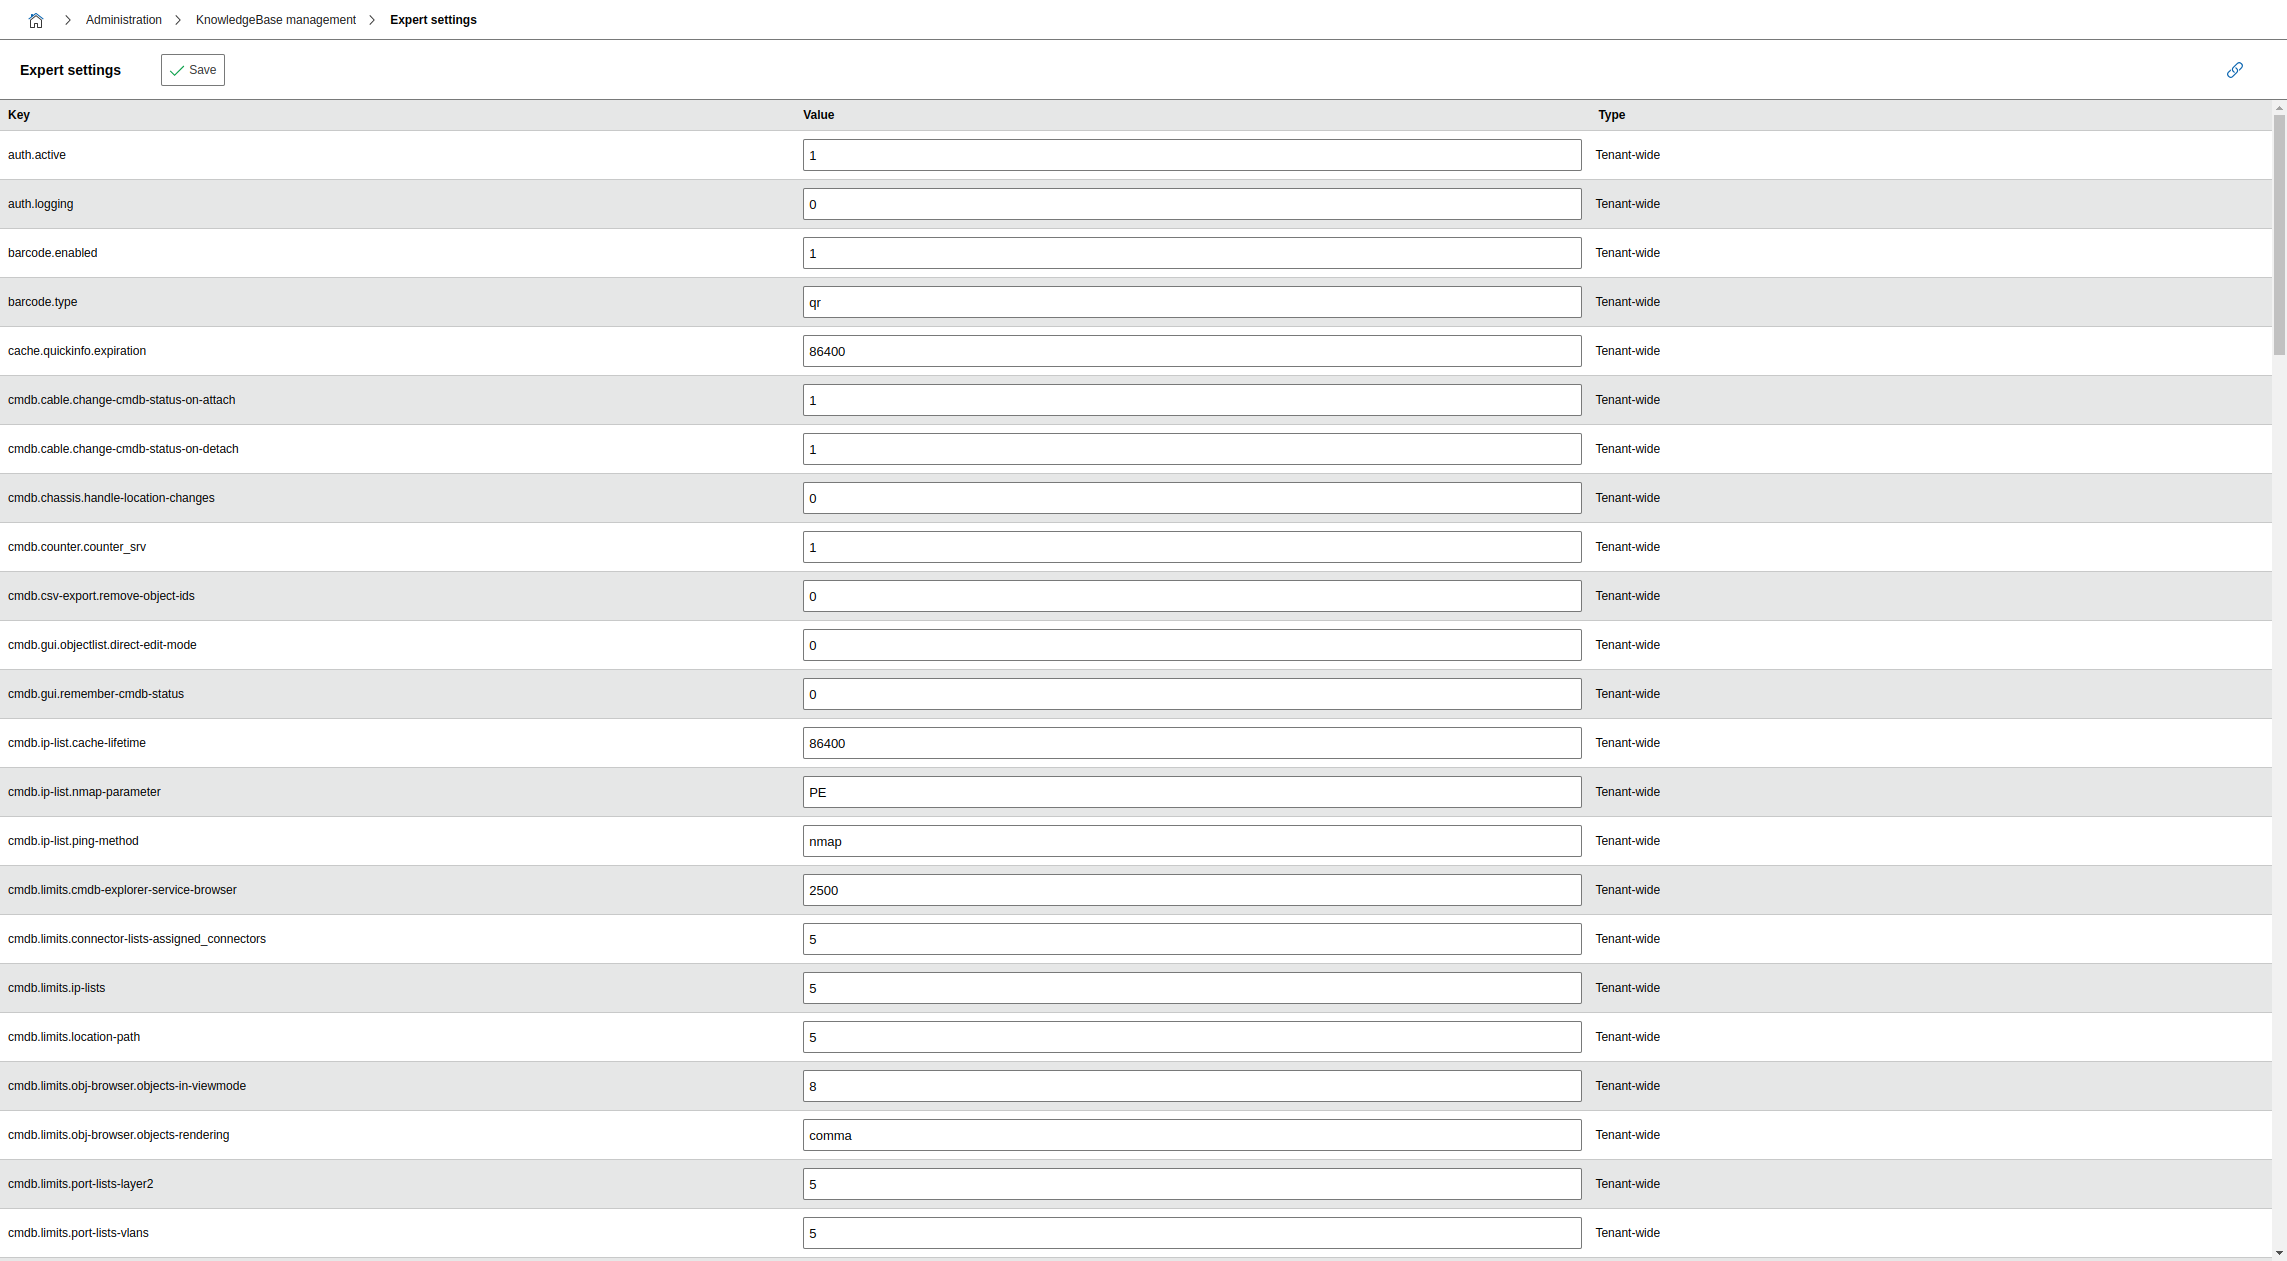 Administration KnowledgeBase management Expert settings
Expert settings Save
Key Value Type
auth.active 1 Tenant-wide
auth.logging 0 Tenant-wide
barcode.enabled 1 Tenant-wide
barcode.type qr Tenant-wide
cache.quickinfo.expiration 86400 Tenant-wide
cmdb.cable.change-cmdb-status-on-attach 1 Tenant-wide
cmdb.cable.change-cmdb-status-on-detach 1 Tenant-wide
cmdb.chassis.handle-location-changes 0 Tenant-wide
cmdb.counter.counter_srv 1 Tenant-wide
cmdb.csv-export.remove-object-ids 0 Tenant-wide
cmdb.gui.objectlist.direct-edit-mode 0 Tenant-wide
cmdb.gui.remember-cmdb-status 0 Tenant-wide
cmdb.ip-list.cache-lifetime 86400 Tenant-wide
cmdb.ip-list.nmap-parameter PE Tenant-wide
cmdb.ip-list.ping-method nmap Tenant-wide
cmdb.limits.cmdb-explorer-service-browser 2500 Tenant-wide
cmdb.limits.connector-lists-assigned_connectors 5 Tenant-wide
cmdb.limits.ip-lists 5 Tenant-wide
cmdb.limits.location-path 5 Tenant-wide
cmdb.limits.obj-browser.objects-in-viewmode 8 Tenant-wide
cmdb.limits.obj-browser.objects-rendering comma Tenant-wide
cmdb.limits.port-lists-layer2 5 Tenant-wide
cmdb.limits.port-lists-vlans 5 Tenant-wide